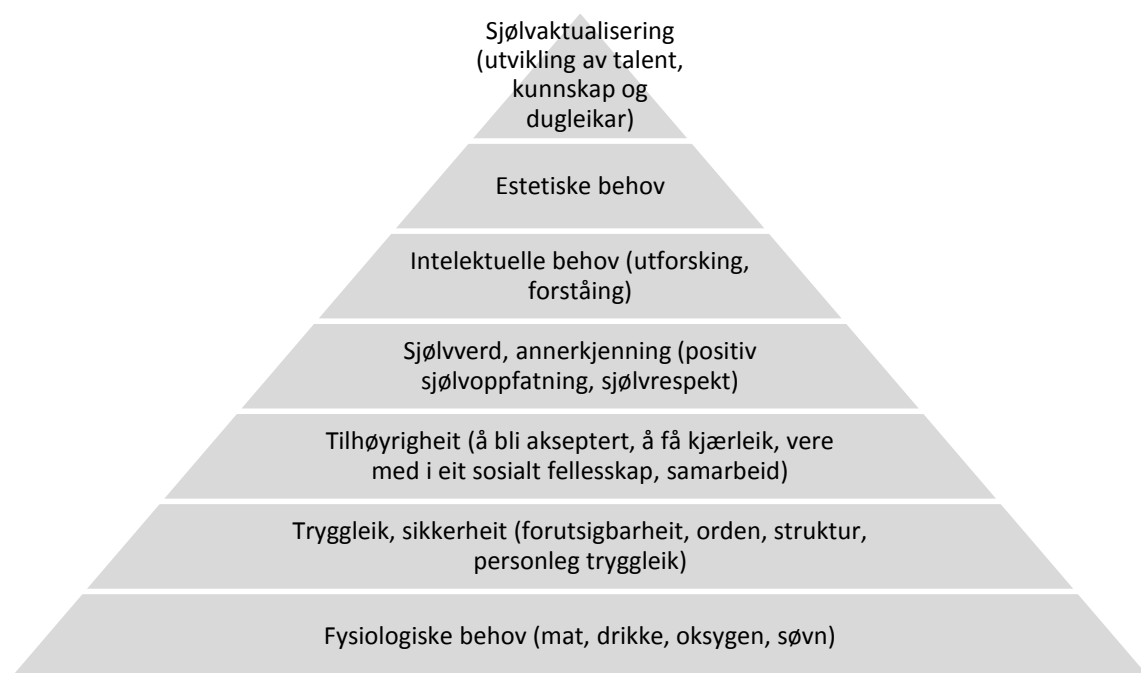 Sjølvaktualisering
(utvikling av talent,
kunnskap og
dugleikar)
Estetiske behov
Intelektuelle behov (utforsking,
forståing)
Sjølvverd, annerkjenning (positiv
sjølvoppfatning, sjølvrespekt)
Tilhøyrigheit (å bli akseptert, å få kjærleik, vere
med i eit sosialt fellesskap, samarbeid)
Tryggleik, sikkerheit (forutsigbarheit, orden, struktur,
personleg tryggleik)
Fysiologiske behov (mat, drikke, oksygen, søvn)